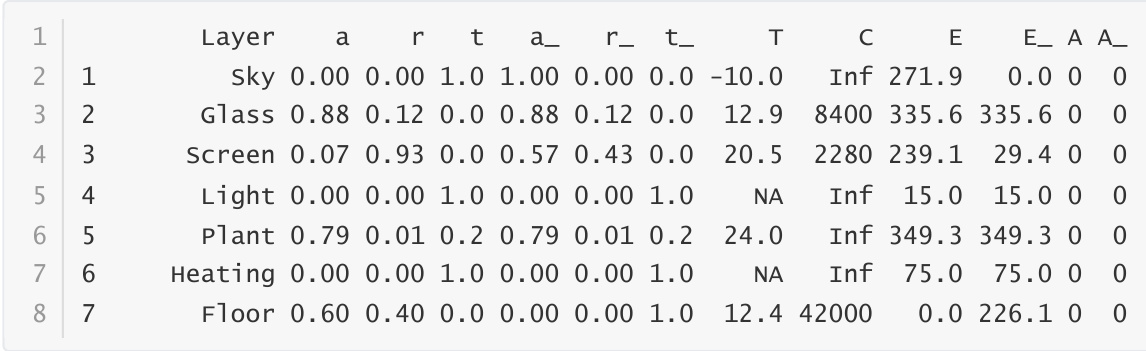 1 Layer a r t a_ r_ t_ T C E E_ A A_
2 1 Sky 0.00 0.00 1.0 1.00 0.00 0.0 -10.0 Inf 271.9 0.0 0 0
3 2 Glass 0.88 0.12 0.0 0.88 0.12 0.0 12.9 8400 335.6 335.6 0 0
4 3 Screen 0.07 0.93 0.0 0.57 0.43 0.0 20.5 2280 239.1 29.4 0 0
5 4 Light 0.00 0.00 1.0 0.00 0.00 1.0 NA Inf 15.0 15.0 0 0
6 5 Plant 0.79 0.01 0.2 0.79 0.01 0.2 24.0 Inf 349.3 349.3 0 0
7 6 Heating 0.00 0.00 1.0 0.00 0.00 1.0 NA Inf 75.0 75.0 0 0
8 7 Floor 0.60 0.40 0.0 0.00 0.00 1.0 12.4 42000 0.0 226.1 0 0